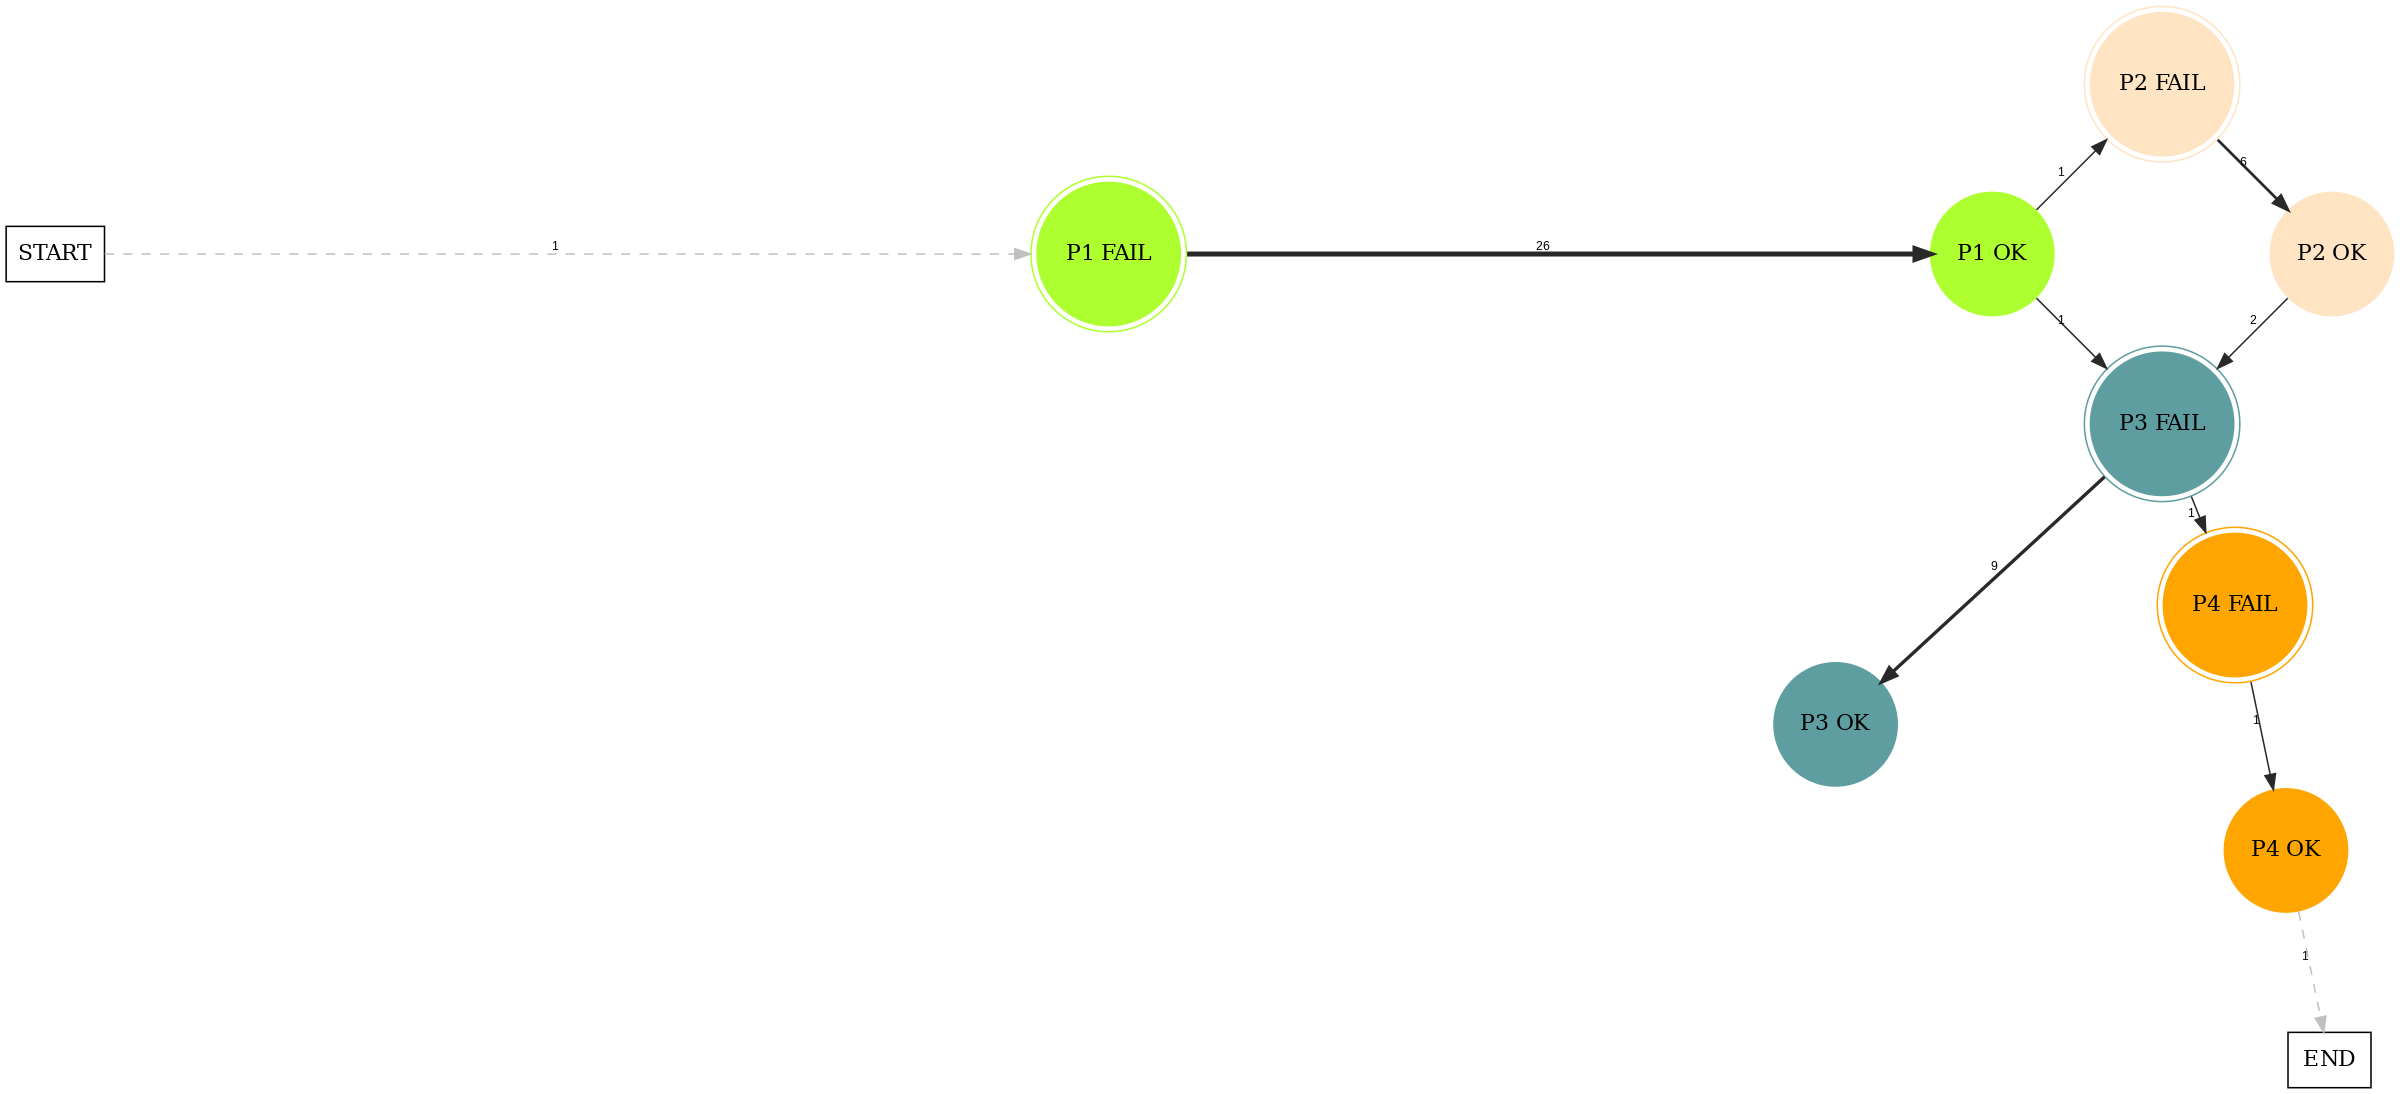 P2 FAIL
1
6
START
1
P1 FAIL
26
P1 OK
P2 OK
1
2
P3 FAIL
1
9
P4 FAIL
1
P3 OK
P4 OK
1
END